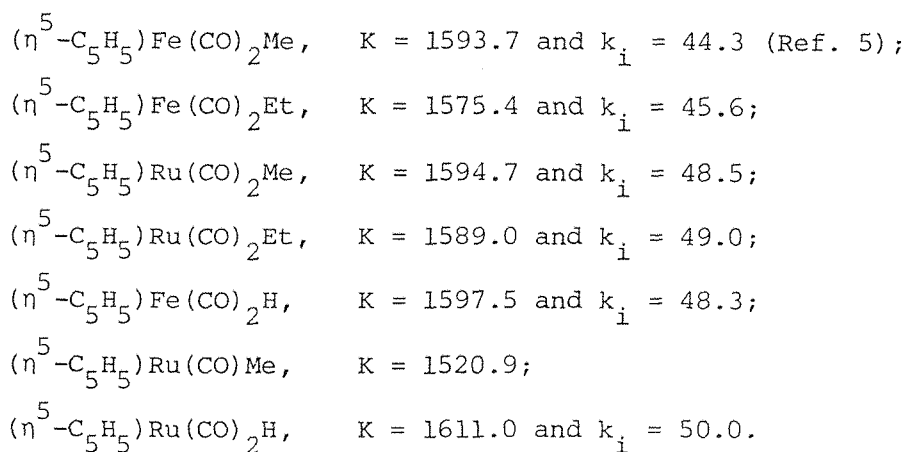 (η⁵-C₅H₅)Fe(CO)₂Me, K = 1593.7 and kᵢ = 44.3 (Ref. 5);
(η⁵-C₅H₅)Fe(CO)₂Et, K = 1575.4 and kᵢ = 45.6;
(η⁵-C₅H₅)Ru(CO)₂Me, K = 1594.7 and kᵢ = 48.5;
(η⁵-C₅H₅)Ru(CO)₂Et, K = 1589.0 and kᵢ = 49.0;
(η⁵-C₅H₅)Fe(CO)₂H, K = 1597.5 and kᵢ = 48.3;
(η⁵-C₅H₅)Ru(CO)Me, K = 1520.9;
(η⁵-C₅H₅)Ru(CO)₂H, K = 1611.0 and kᵢ = 50.0.